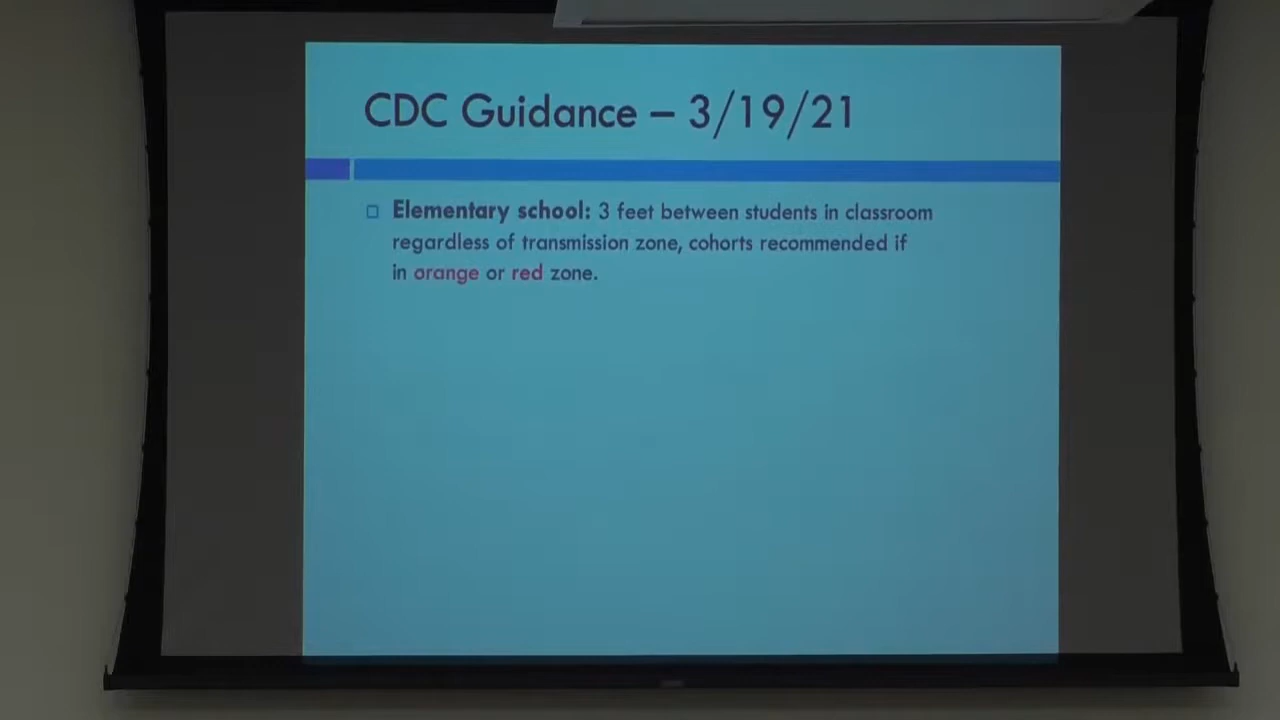 CDC Guidance – 3/19/21
Elementary school: 3 feet between students in classroom
regardless of transmission zone, cohorts recommended if
in orange or red zone.